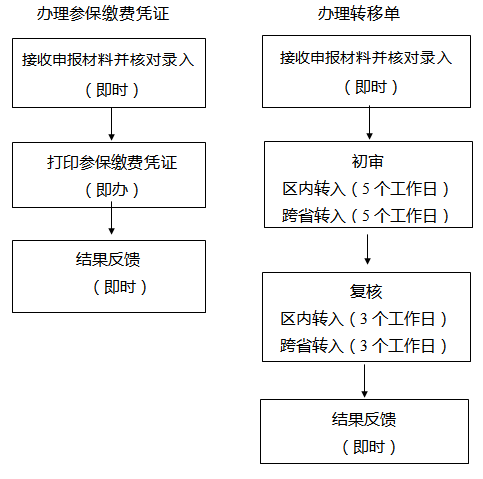 办理参保缴费凭证
接收申报材料并核对录入
（即时）
打印参保缴费凭证
（即办）
结果反馈
（即时）
办理转移单
接收申报材料并核对录入
（即时）
初审
区内转入（5个工作日）
跨省转入（5个工作日）
复核
区内转入（3个工作日）
跨省转入（3个工作日）
结果反馈
（即时）